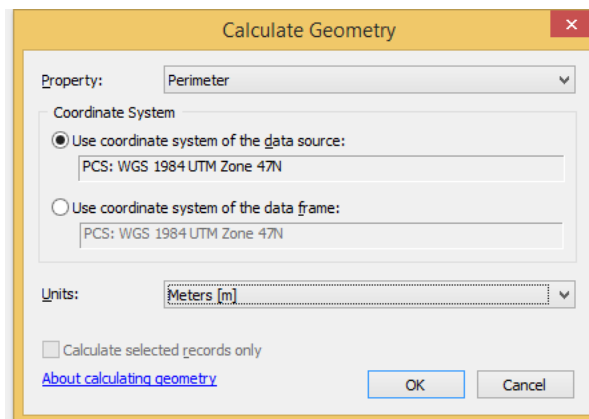 Calculate Geometry
Property: Perimeter
Coordinate System
Use coordinate system of the data source:
PCS: WGS 1984 UTM Zone 47N
Use coordinate system of the data frame:
PCS: WGS 1984 UTM Zone 47N
Units: Meters [m]
Calculate selected records only
About calculating geometry
OK Cancel